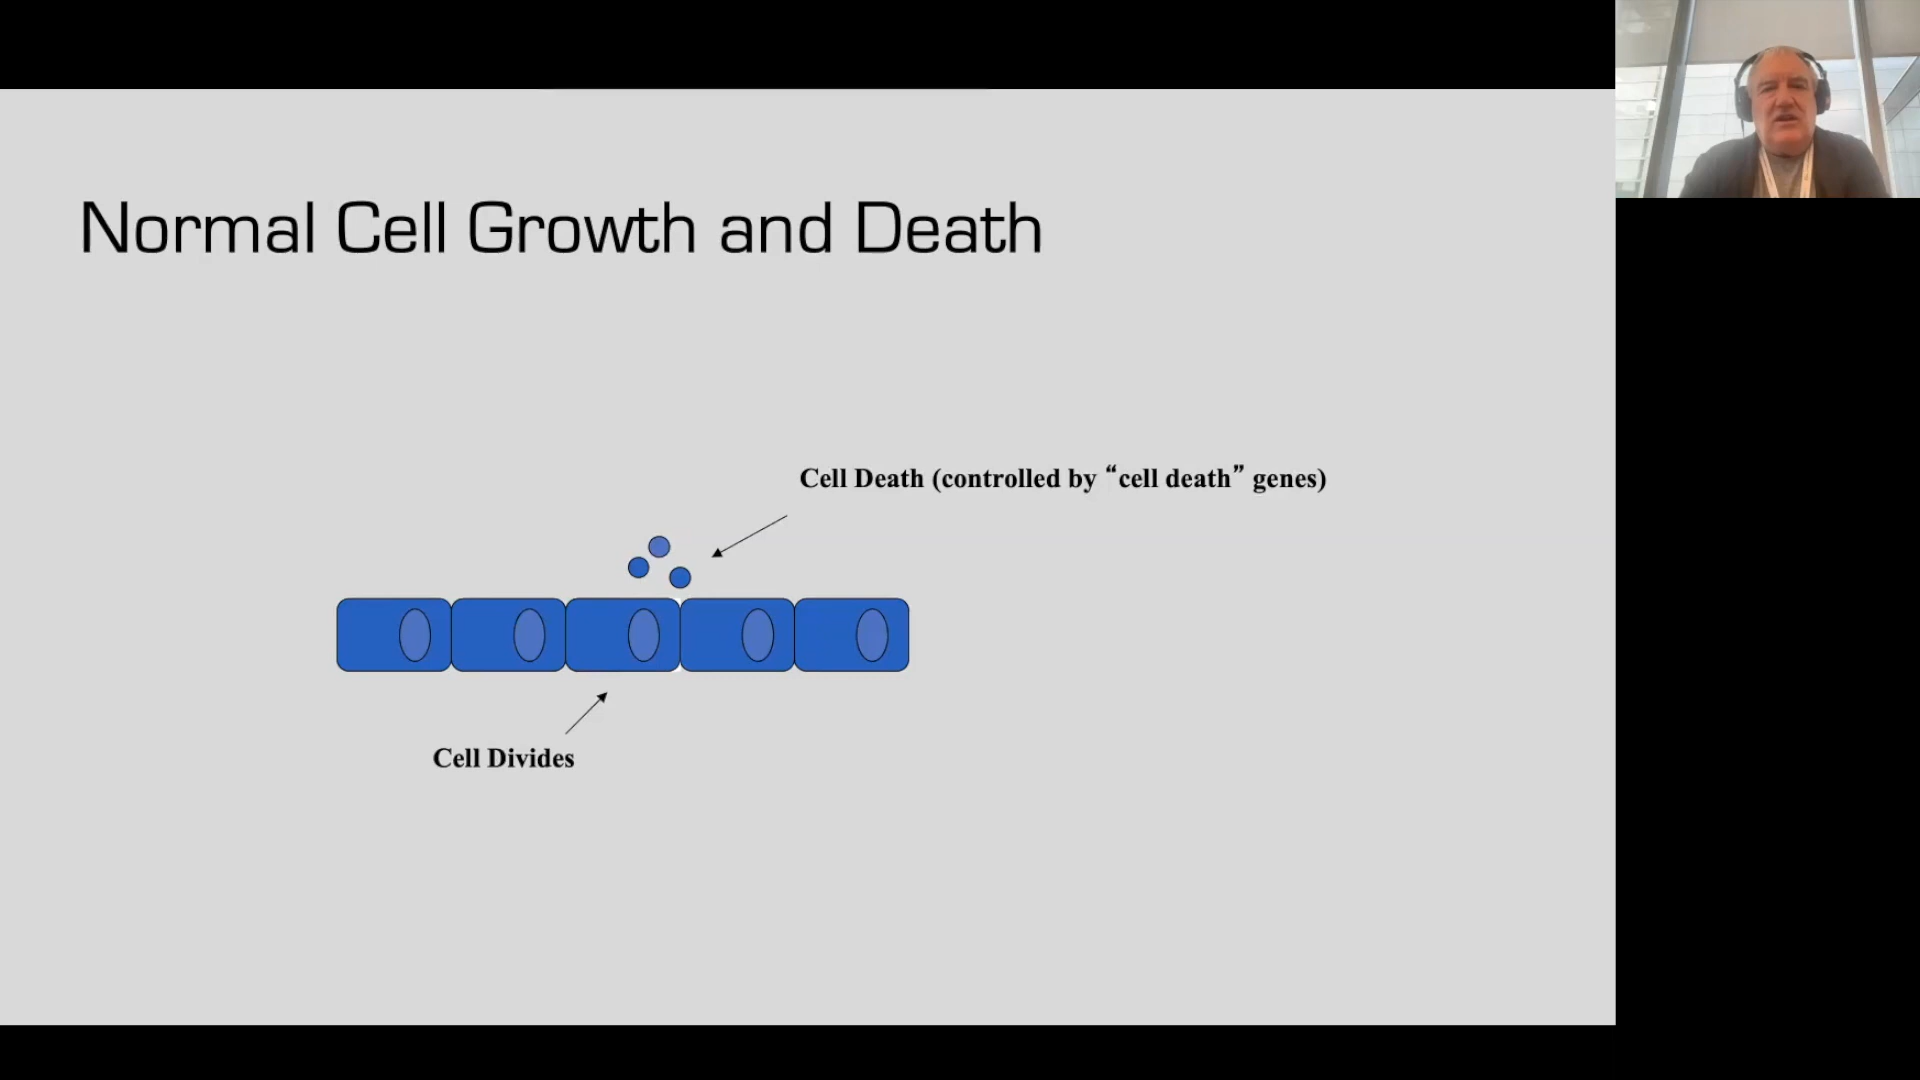 Normal Cell Growth and Death
Cell Death (controlled by “cell death” genes)
Cell Divides